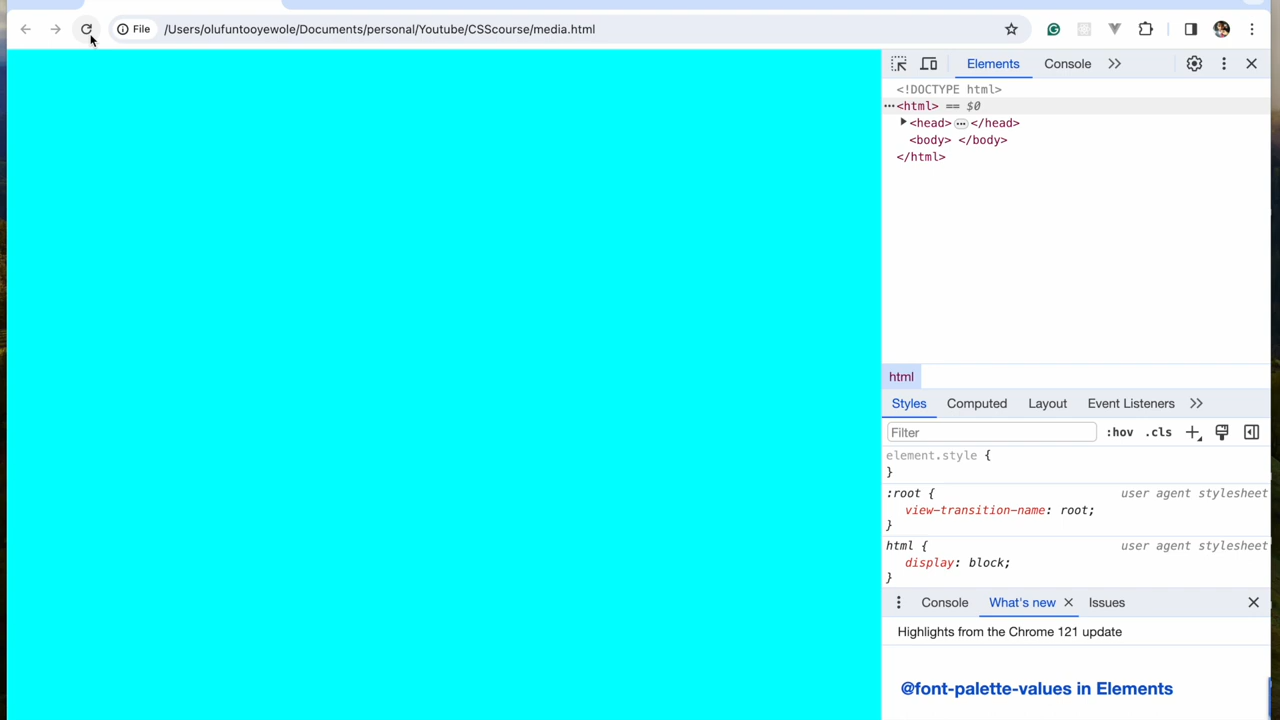 File /Users/olufuntooyewole/Documents/personal/Youtube/CSScourse/media.html
Elements Console
<!DOCTYPE html>
<html> == $0
<head> </head>
<body> </body>
</html>
html
Styles Computed Layout Event Listeners
Filter :hov .cls
element.style {
}
:root { user agent stylesheet
view-transition-name: root;
}
html { user agent stylesheet
display: block;
}
Console What's new Issues
Highlights from the Chrome 121 update
@font-palette-values in Elements